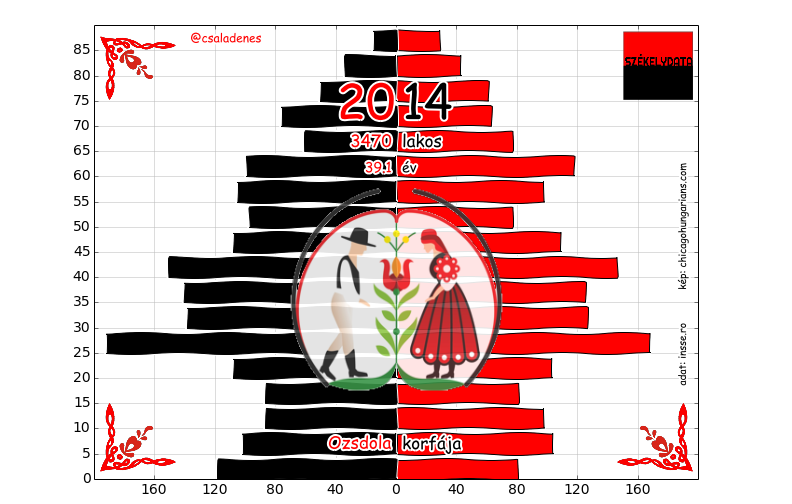 @csaladenes
SZÉKELYDATA
2014
3470 lakos
39.1 év
kép: chicagohungarians.com
adat: insse.ro
Ozsdola korfája
85
80
75
70
65
60
55
50
45
40
35
30
25
20
15
10
5
0
160 120 80 40 0 40 80 120 160